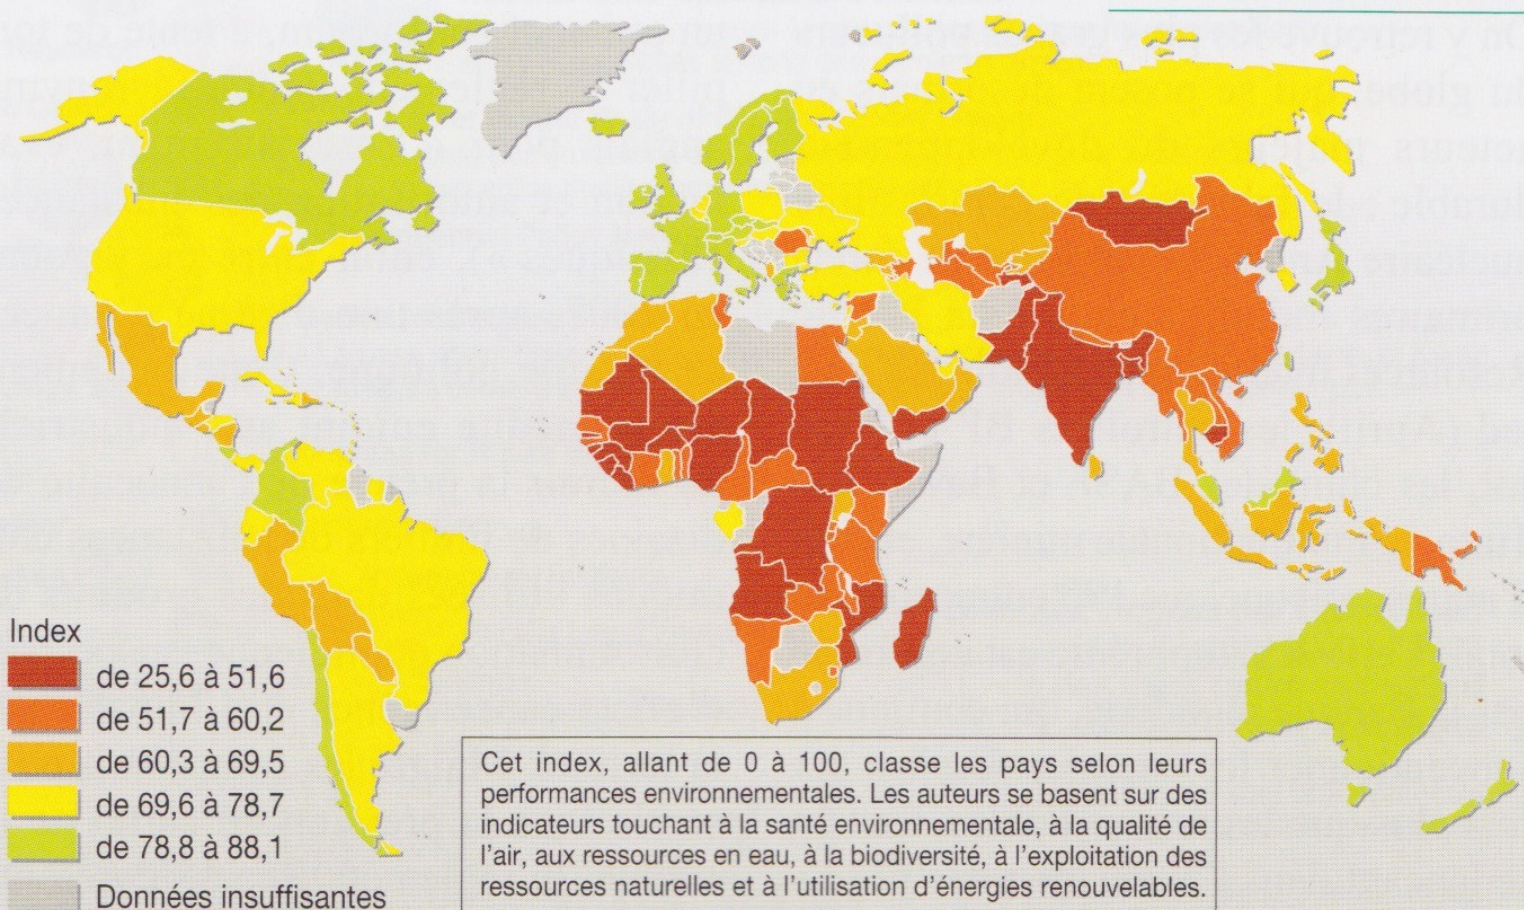 Index
de 25,6 à 51,6
de 51,7 à 60,2
de 60,3 à 69,5
de 69,6 à 78,7
de 78,8 à 88,1
Données insuffisantes
Cet index, allant de 0 à 100, classe les pays selon leurs
performances environnementales. Les auteurs se basent sur des
indicateurs touchant à la santé environnementale, à la qualité de
l'air, aux ressources en eau, à la biodiversité, à l'exploitation des
ressources naturelles et à l'utilisation d'énergies renouvelables.